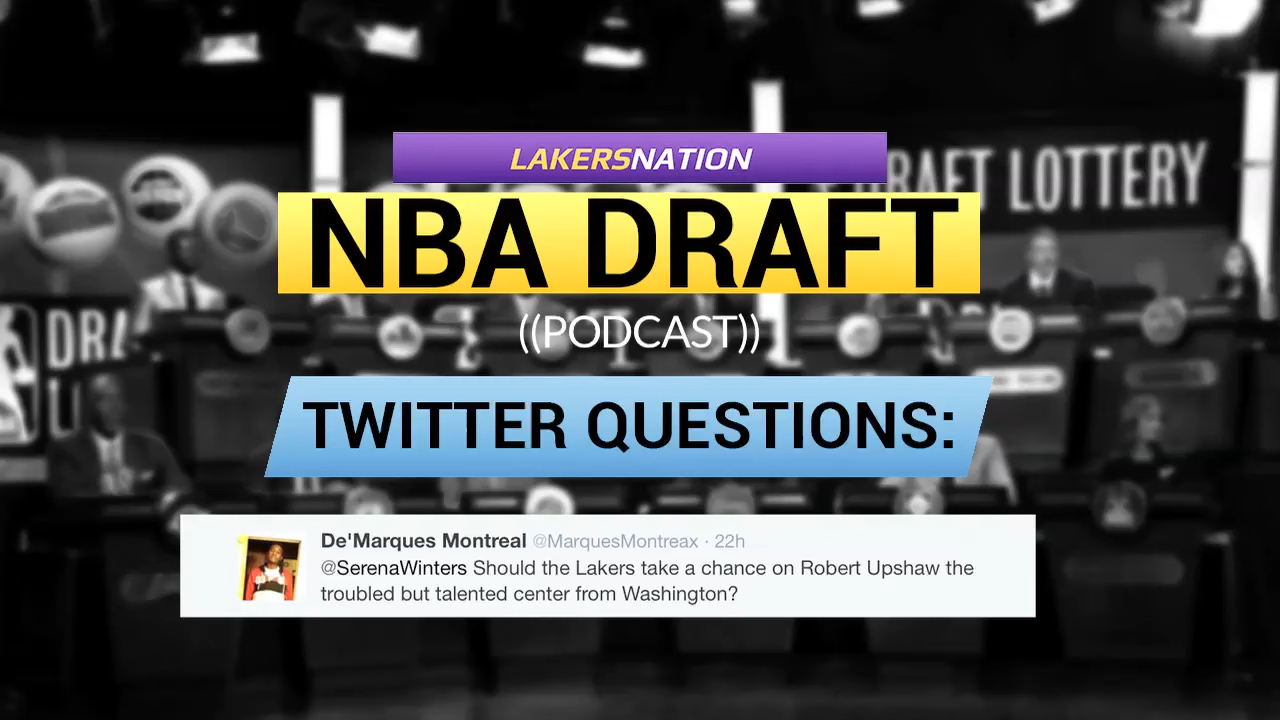 LAKERSNATION
DRAFT LOTTERY
NBA DRAFT
((PODCAST))
DRA
TWITTER QUESTIONS:
De'Marques Montreal @MarquesMontreax · 22h
@SerenaWinters Should the Lakers take a chance on Robert Upshaw the
troubled but talented center from Washington?